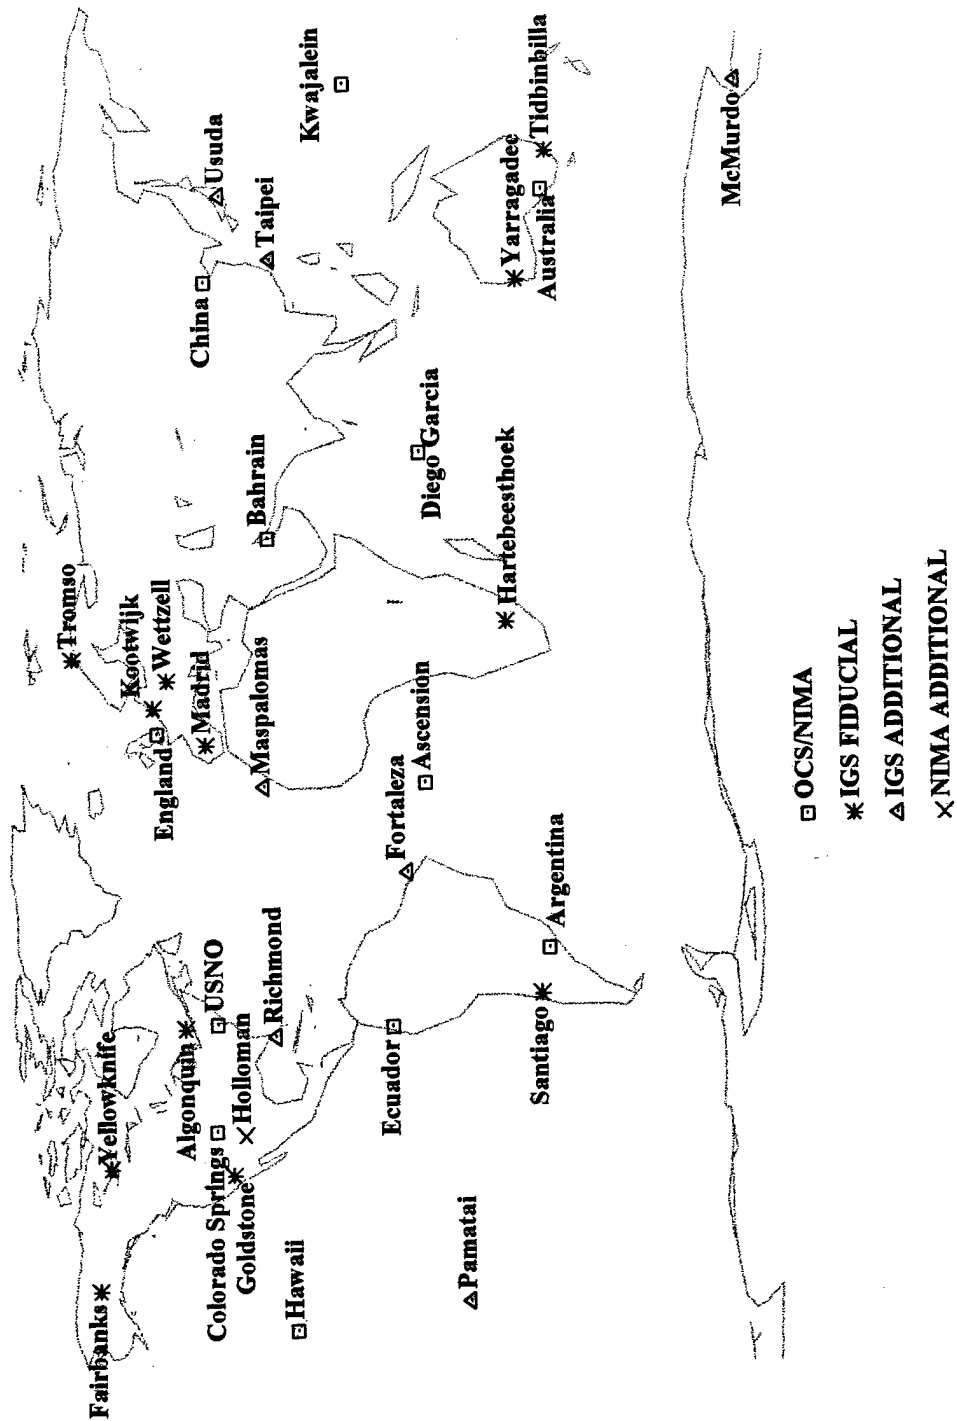 Fairbanks
Yellowknife
Tromso
Kootwijk
England
Wettzell
Algonquin
Madrid
China
Usuda
Colorado Springs
USNO
Goldstone
Holloman
Maspalomas
Bahrain
Taipei
Richmond
Hawaii
Kwajalein
Ecuador
Fortaleza
Ascension
Diego Garcia
Pamatai
Hartebeesthoek
Yarragadee
Santiago
Argentina
Australia
Tidbinbilla
McMurdo
OCS/NIMA
IGS FIDUCIAL
IGS ADDITIONAL
NIMA ADDITIONAL